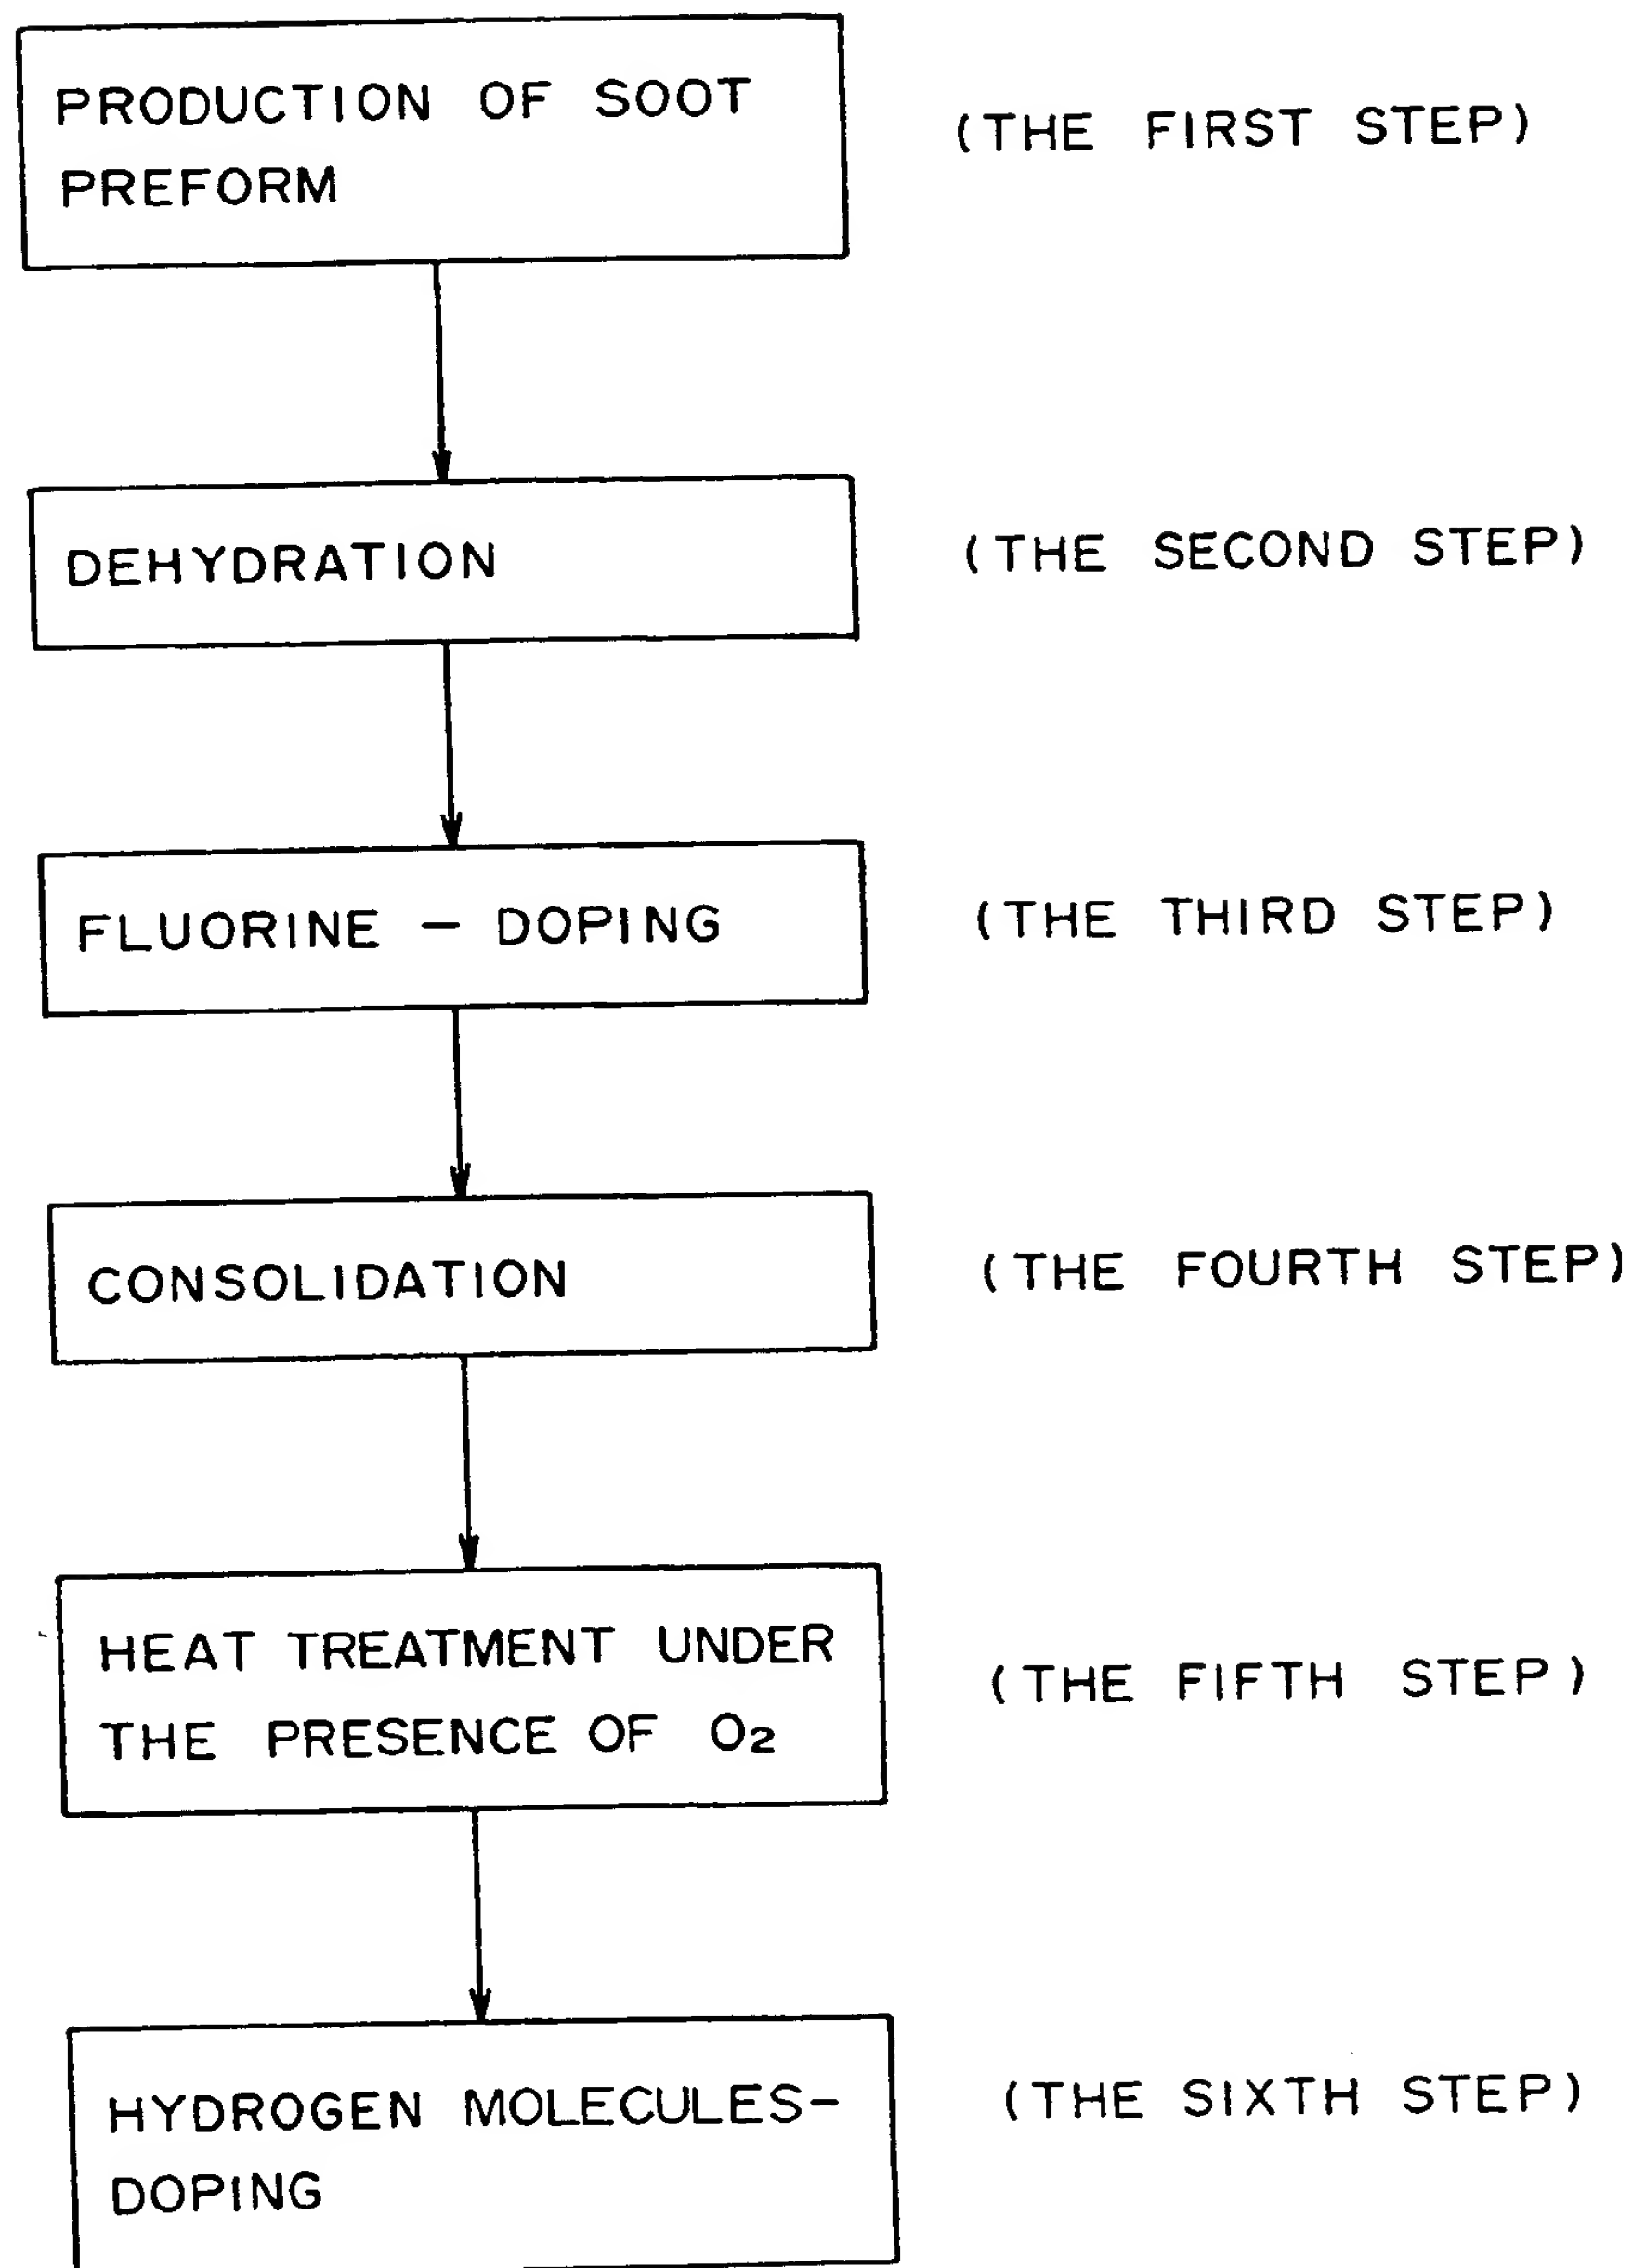 PRODUCTION OF SOOT
PREFORM
(THE FIRST STEP)
DEHYDRATION
(THE SECOND STEP)
FLUORINE – DOPING
(THE THIRD STEP)
CONSOLIDATION
(THE FOURTH STEP)
HEAT TREATMENT UNDER
THE PRESENCE OF O₂
(THE FIFTH STEP)
HYDROGEN MOLECULES-
DOPING
(THE SIXTH STEP)